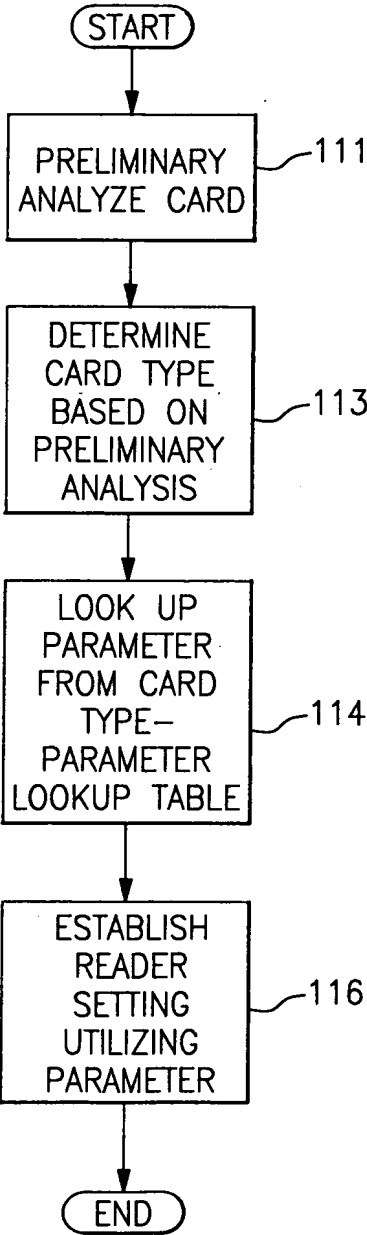 START
PRELIMINARY
ANALYZE CARD
111
DETERMINE
CARD TYPE
BASED ON
PRELIMINARY
ANALYSIS
113
LOOK UP
PARAMETER
FROM CARD
TYPE-
PARAMETER
LOOKUP TABLE
114
ESTABLISH
READER
SETTING
UTILIZING
PARAMETER
116
END